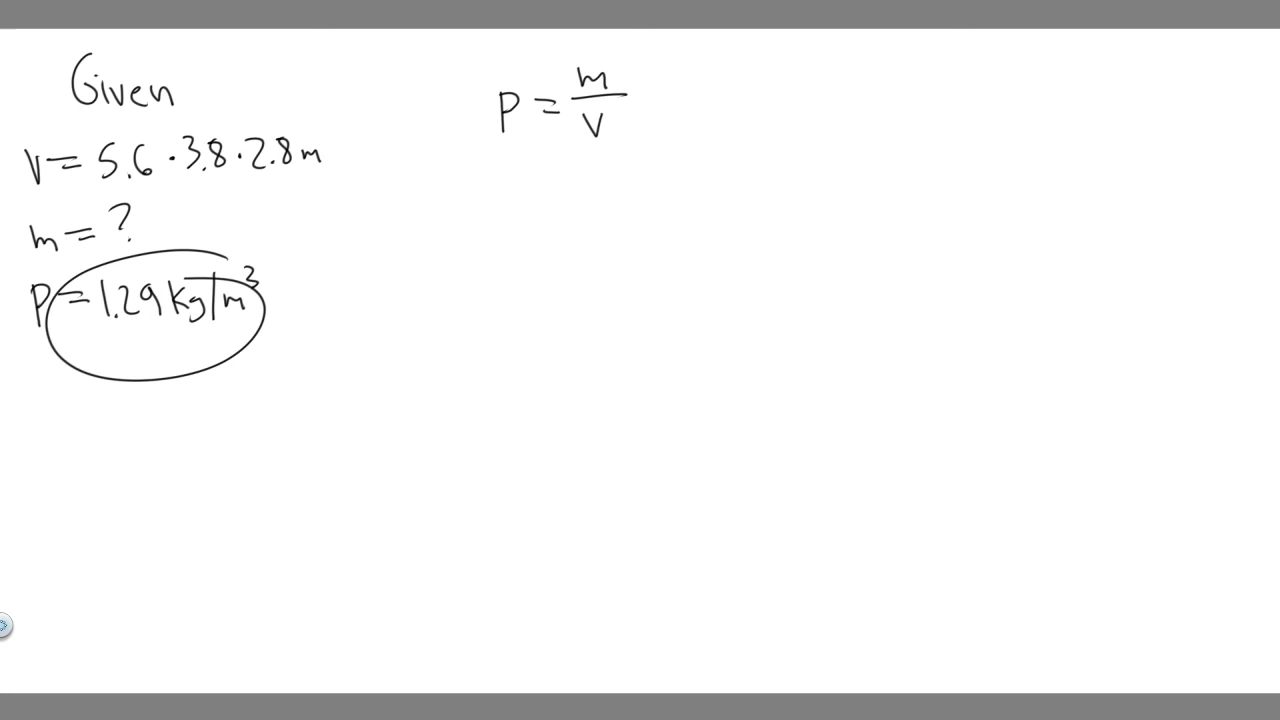 Given
V = 5.6 · 3.8 · 2.8 m
m = ?
P = 1.29 kg/m³
P = m/V